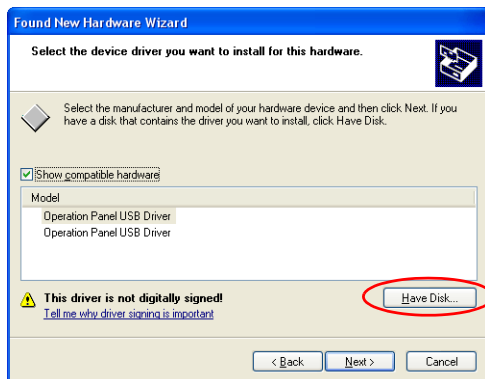 Found New Hardware Wizard
Select the device driver you want to install for this hardware.
Select the manufacturer and model of your hardware device and then click Next. If you
have a disk that contains the driver you want to install, click Have Disk.
Show compatible hardware
Model
Operation Panel USB Driver
Operation Panel USB Driver
This driver is not digitally signed!
Tell me why driver signing is important
Have Disk...
< Back
Next >
Cancel